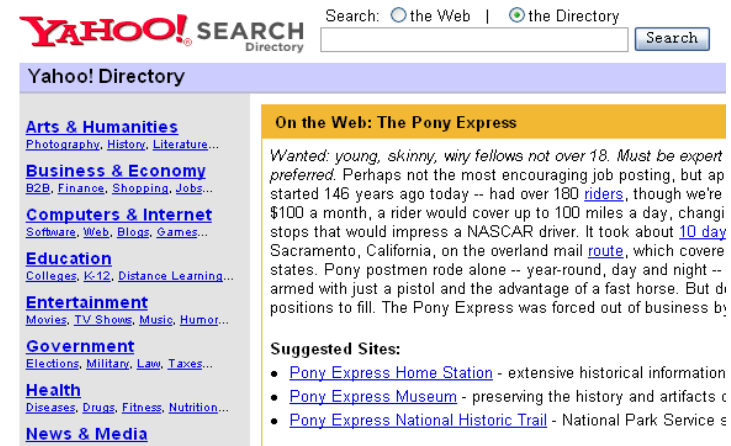 Search: the Web | the Directory
YAHOO! SEARCH
Directory
Search
Yahoo! Directory
Arts & Humanities
Photography, History, Literature...
Business & Economy
B2B, Finance, Shopping, Jobs...
Computers & Internet
Software, Web, Blogs, Games...
Education
Colleges, K-12, Distance Learning...
Entertainment
Movies, TV Shows, Music, Humor...
Government
Elections, Military, Law, Taxes...
Health
Diseases, Drugs, Fitness, Nutrition...
News & Media
On the Web: The Pony Express
Wanted: young, skinny, wiry fellows not over 18. Must be expert
preferred. Perhaps not the most encouraging job posting, but ap
started 146 years ago today -- had over 180 riders, though we're
$100 a month, a rider would cover up to 100 miles a day, changi
stops that would impress a NASCAR driver. It took about 10 day
Sacramento, California, on the overland mail route, which covere
states. Pony postmen rode alone -- year-round, day and night --
armed with just a pistol and the advantage of a fast horse. But d
positions to fill. The Pony Express was forced out of business by
Suggested Sites:
• Pony Express Home Station - extensive historical information
• Pony Express Museum - preserving the history and artifacts
• Pony Express National Historic Trail - National Park Service